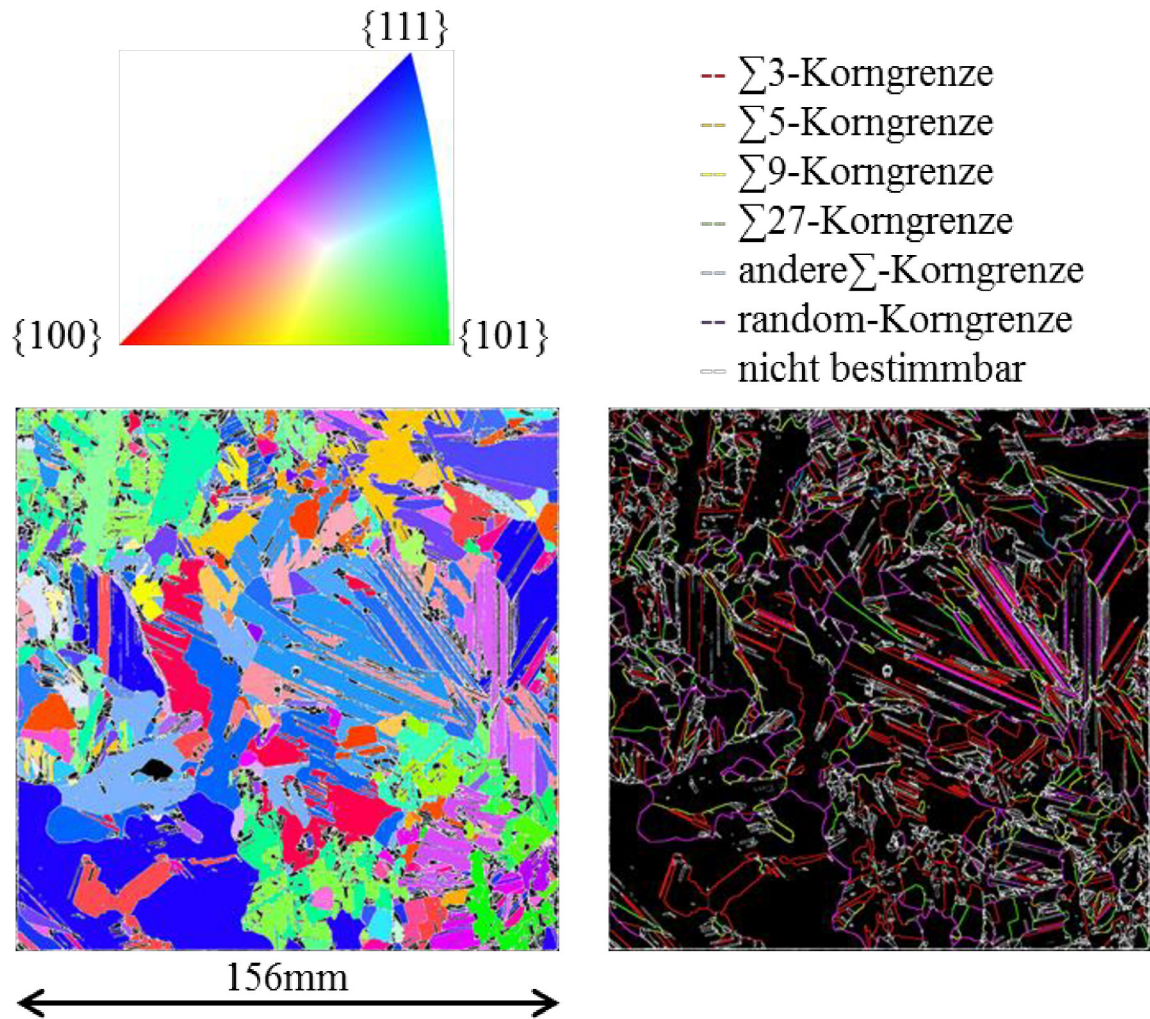 {111}
{100}
{101}
∑3-Korngrenze
∑5-Korngrenze
∑9-Korngrenze
∑27-Korngrenze
andere∑-Korngrenze
random-Korngrenze
nicht bestimmbar
156mm